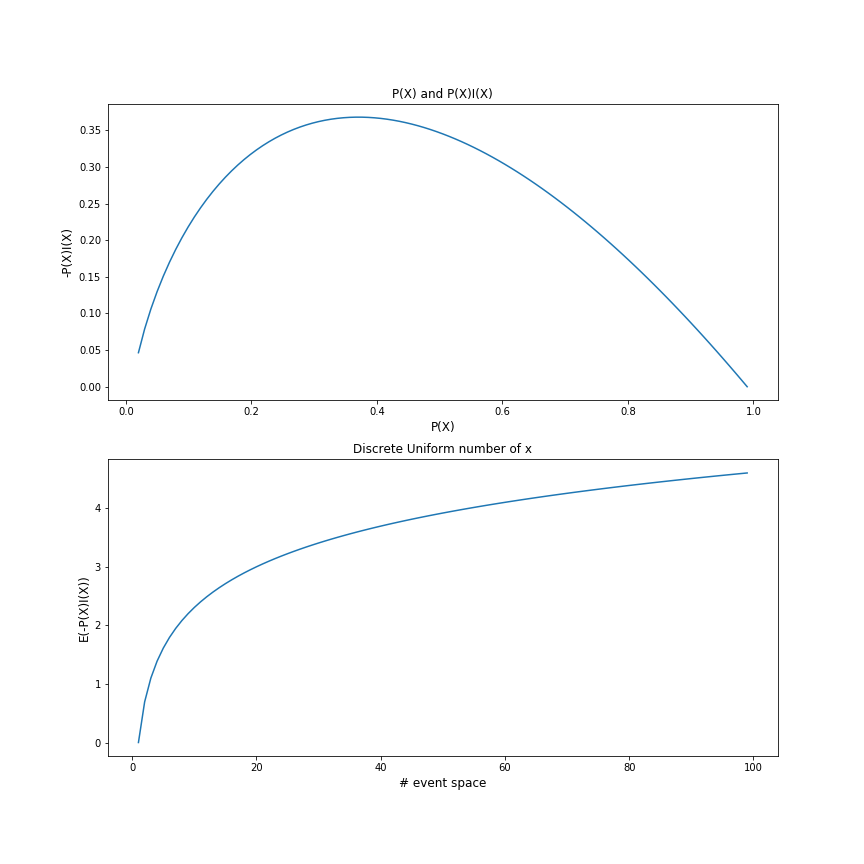 P(X) and P(X)I(X)
-P(X)I(X)
0.35
0.30
0.25
0.20
0.15
0.10
0.05
0.00
0.0 0.2 0.4 0.6 0.8 1.0
P(X)
Discrete Uniform number of x
E(-P(X)I(X))
4
3
2
1
0
0 20 40 60 80 100
# event space